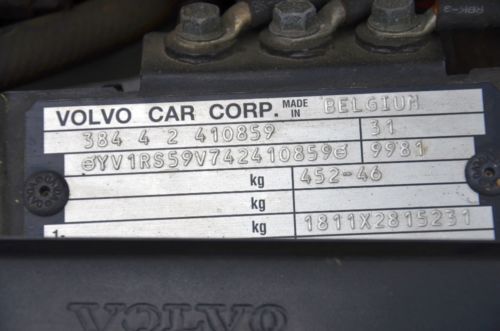 VOLVO CAR CORP. MADE IN BELGIUM
384 4 2 410859 31
YV1RS59V742410859 9981
kg 452-46
kg
1- kg 1811X2815231
VOLVO